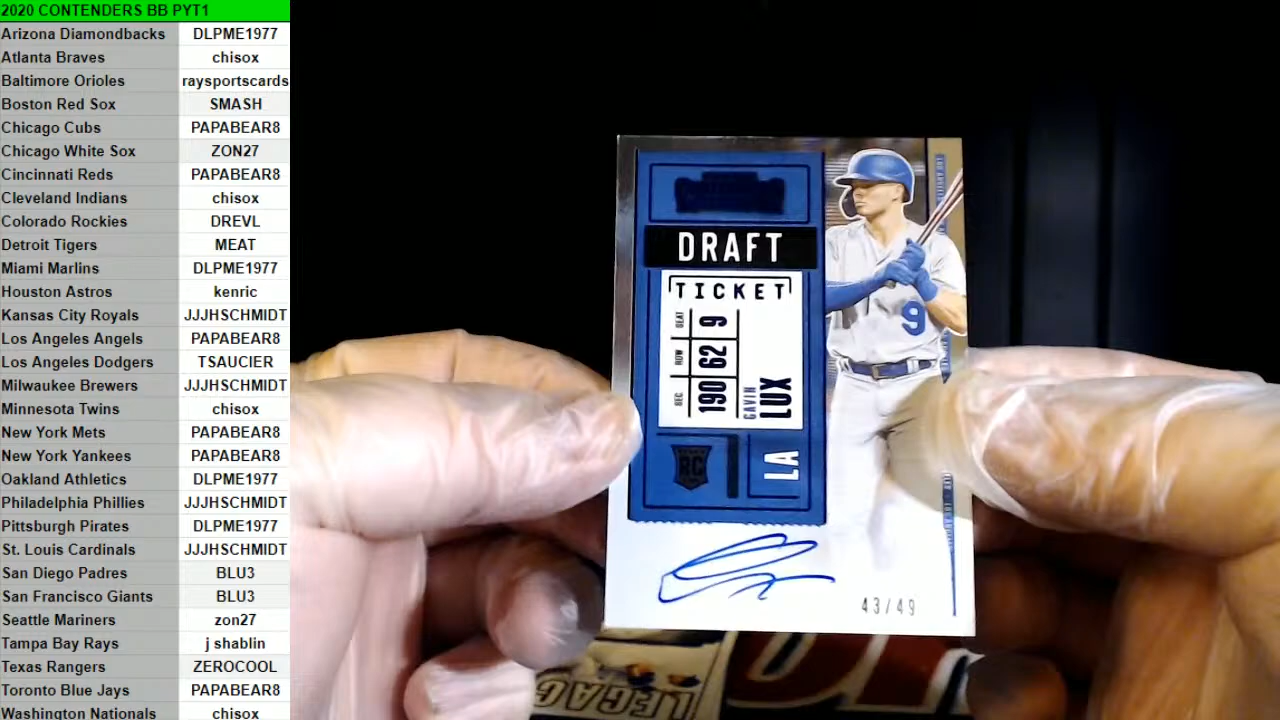 2020 CONTENDERS BB PYT1
Arizona Diamondbacks DLPME1977
Atlanta Braves chisox
Baltimore Orioles raysportscards
Boston Red Sox SMASH
Chicago Cubs PAPABEAR8
Chicago White Sox ZON27
Cincinnati Reds PAPABEAR8
Cleveland Indians chisox
Colorado Rockies DREVL
Detroit Tigers MEAT
Miami Marlins DLPME1977
Houston Astros kenric
Kansas City Royals JJJHSCHMIDT
Los Angeles Angels PAPABEAR8
Los Angeles Dodgers TSAUCIER
Milwaukee Brewers JJJHSCHMIDT
Minnesota Twins chisox
New York Mets PAPABEAR8
New York Yankees PAPABEAR8
Oakland Athletics DLPME1977
Philadelphia Phillies JJJHSCHMIDT
Pittsburgh Pirates DLPME1977
St. Louis Cardinals JJJHSCHMIDT
San Diego Padres BLU3
San Francisco Giants BLU3
Seattle Mariners zon27
Tampa Bay Rays j shablin
Texas Rangers ZEROCOOL
Toronto Blue Jays PAPABEAR8
Washington Nationals chisox
DRAFT
TICKET
SEAT 9
ROW 62
SEC 190
GAVIN
LUX
RC
LA
9
43/49
LEGAC